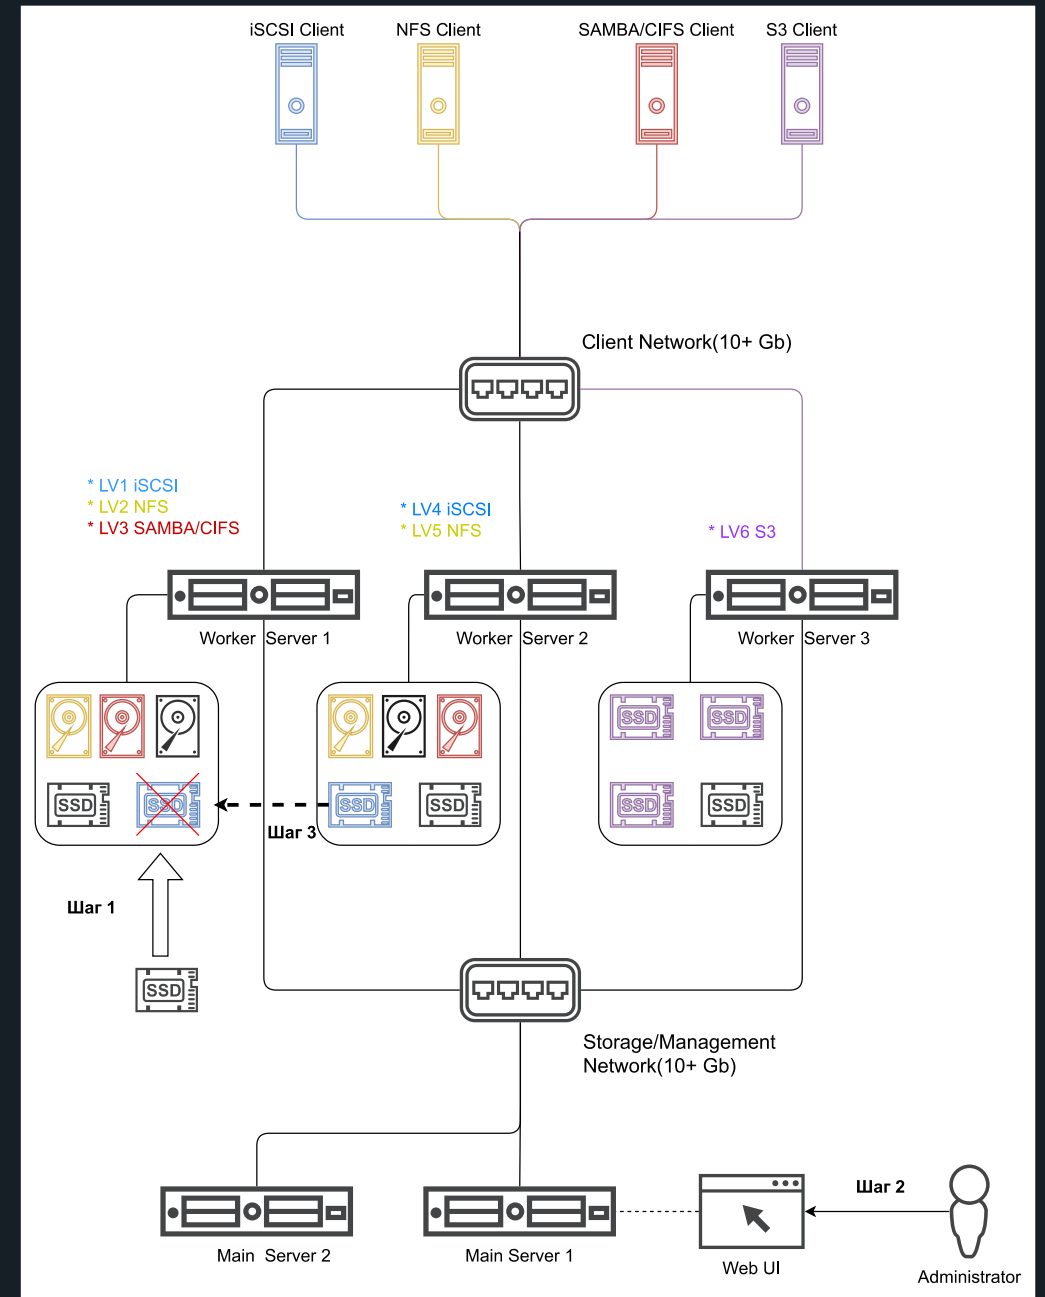 iSCSI Client
NFS Client
SAMBA/CIFS Client
S3 Client
Client Network(10+ Gb)
* LV1 iSCSI
* LV2 NFS
* LV3 SAMBA/CIFS
* LV4 iSCSI
* LV5 NFS
* LV6 S3
Worker Server 1
Worker Server 2
Worker Server 3
SSD
SSD
SSD
SSD
SSD
SSD
SSD
SSD
Шаг 3
Шаг 1
SSD
Storage/Management
Network(10+ Gb)
Шаг 2
Main Server 2
Main Server 1
Web UI
Administrator